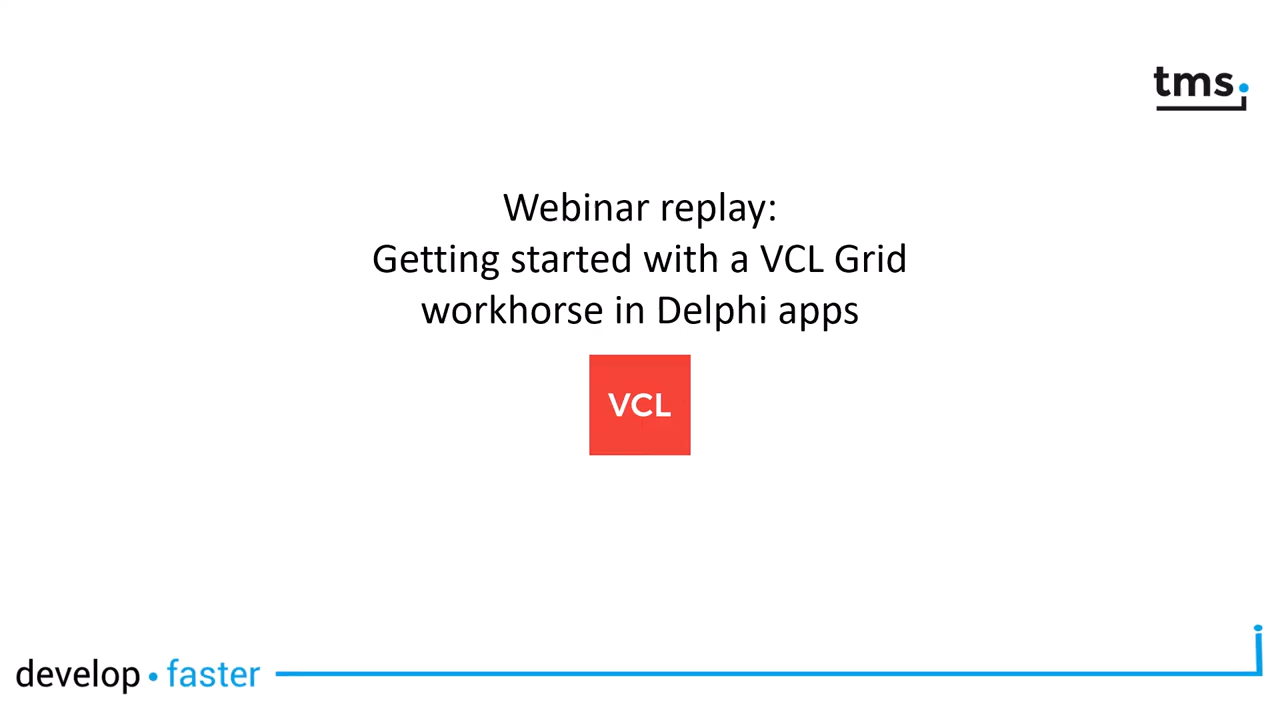 tms.
Webinar replay:
Getting started with a VCL Grid
workhorse in Delphi apps
VCL
develop • faster